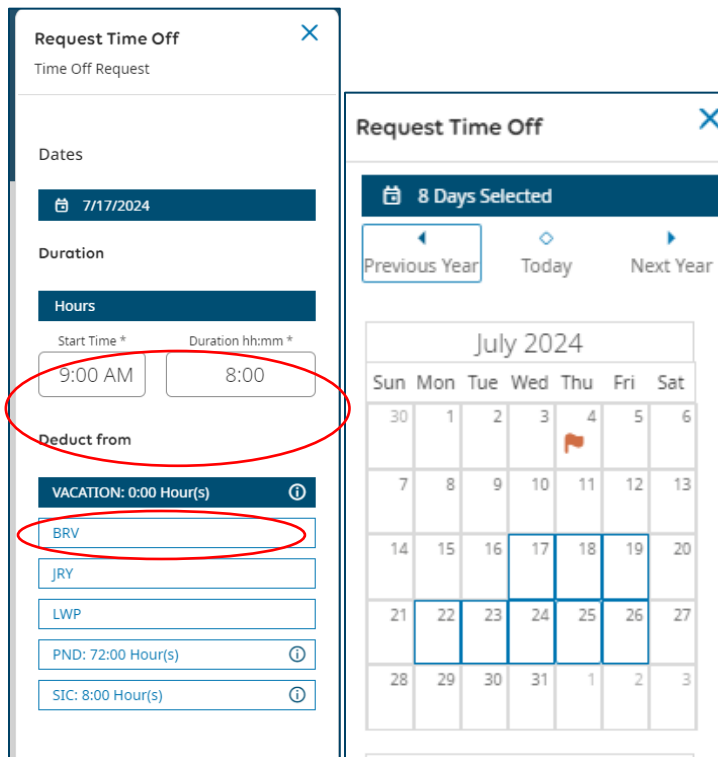 Request Time Off
Time Off Request
Dates
7/17/2024
Duration
Hours
Start Time * Duration hh:mm *
9:00 AM 8:00
Deduct from
VACATION: 0:00 Hour(s)
BRV
JRY
LWP
PND: 72:00 Hour(s)
SIC: 8:00 Hour(s)
Request Time Off
8 Days Selected
Previous Year Today Next Year
July 2024
Sun Mon Tue Wed Thu Fri Sat
30 1 2 3 4 5 6
7 8 9 10 11 12 13
14 15 16 17 18 19 20
21 22 23 24 25 26 27
28 29 30 31 1 2 3